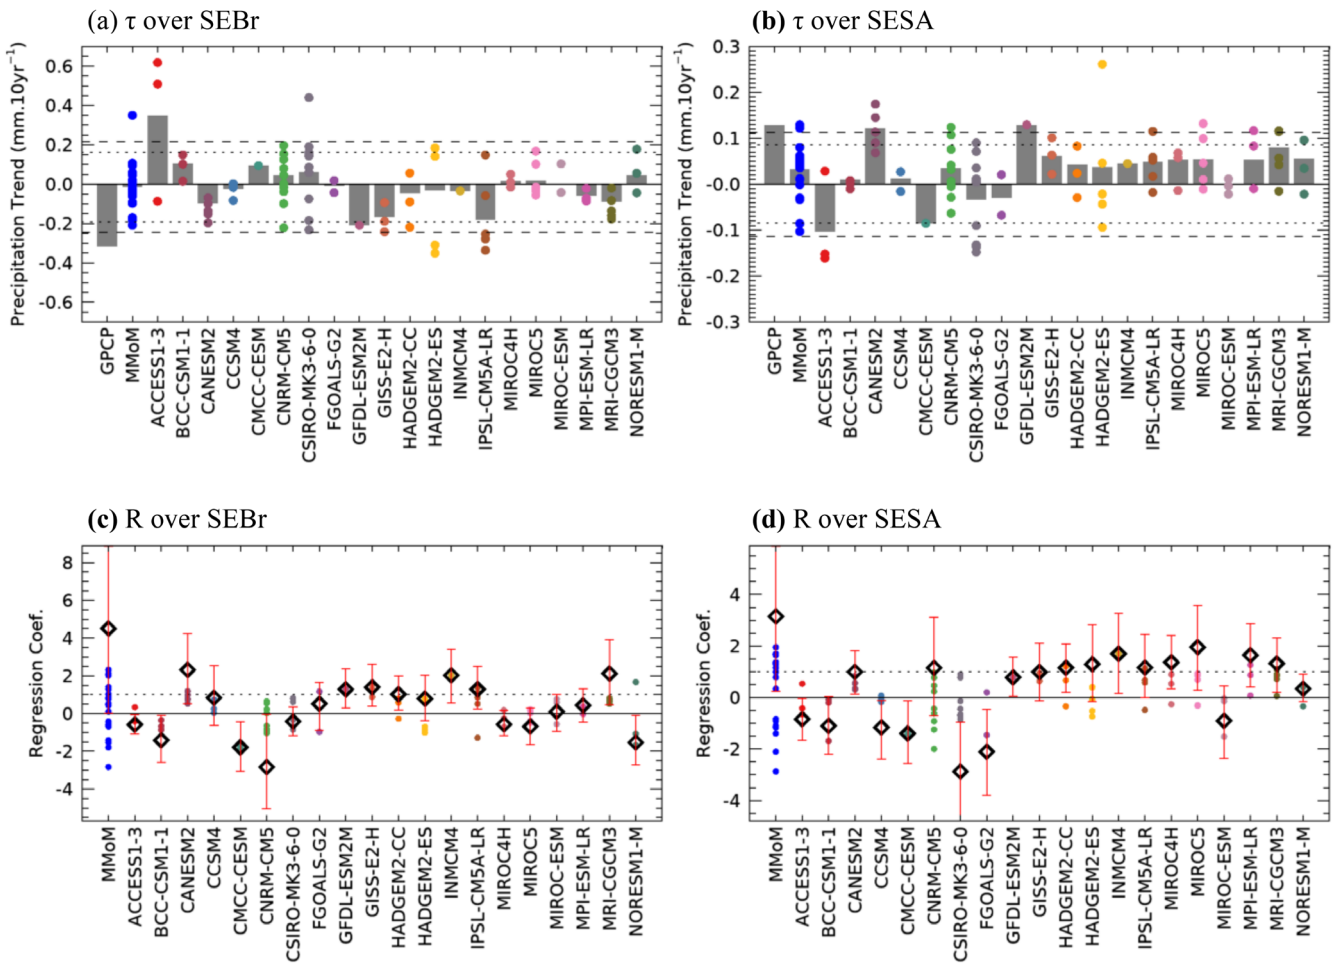 (a) τ over SEBr
Precipitation Trend (mm.10yr⁻¹)
0.6
0.4
0.2
0.0
-0.2
-0.4
-0.6
GPCP
MMoM
ACCESS1-3
BCC-CSM1-1
CANESM2
CCSM4
CMCC-CESM
CNRM-CM5
CSIRO-MK3-6-0
FGOALS-G2
GFDL-ESM2M
GISS-E2-H
HADGEM2-CC
HADGEM2-ES
INMCM4
IPSL-CM5A-LR
MIROC4H
MIROC5
MIROC-ESM
MPI-ESM-LR
MRI-CGCM3
NORESM1-M
(b) τ over SESA
Precipitation Trend (mm.10yr⁻¹)
0.3
0.2
0.1
-0.0
-0.1
-0.2
-0.3
GPCP
MMoM
ACCESS1-3
BCC-CSM1-1
CANESM2
CCSM4
CMCC-CESM
CNRM-CM5
CSIRO-MK3-6-0
FGOALS-G2
GFDL-ESM2M
GISS-E2-H
HADGEM2-CC
HADGEM2-ES
INMCM4
IPSL-CM5A-LR
MIROC4H
MIROC5
MIROC-ESM
MPI-ESM-LR
MRI-CGCM3
NORESM1-M
(c) R over SEBr
Regression Coef.
8
6
4
2
0
-2
-4
MMoM
ACCESS1-3
BCC-CSM1-1
CANESM2
CCSM4
CMCC-CESM
CNRM-CM5
CSIRO-MK3-6-0
FGOALS-G2
GFDL-ESM2M
GISS-E2-H
HADGEM2-CC
HADGEM2-ES
INMCM4
IPSL-CM5A-LR
MIROC4H
MIROC5
MIROC-ESM
MPI-ESM-LR
MRI-CGCM3
NORESM1-M
(d) R over SESA
Regression Coef.
4
2
0
-2
-4
MMoM
ACCESS1-3
BCC-CSM1-1
CANESM2
CCSM4
CMCC-CESM
CNRM-CM5
CSIRO-MK3-6-0
FGOALS-G2
GFDL-ESM2M
GISS-E2-H
HADGEM2-CC
HADGEM2-ES
INMCM4
IPSL-CM5A-LR
MIROC4H
MIROC5
MIROC-ESM
MPI-ESM-LR
MRI-CGCM3
NORESM1-M